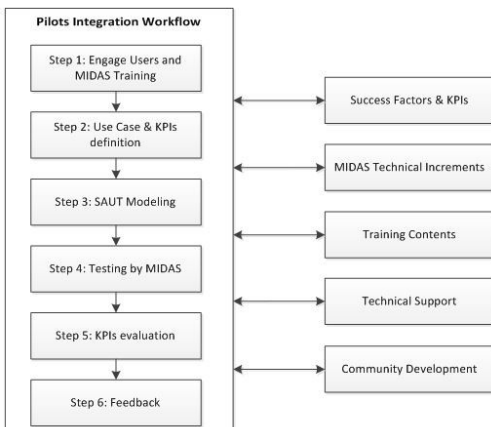 Pilots Integration Workflow
Step 1: Engage Users and
MIDAS Training
Step 2: Use Case & KPIs
definition
Step 3: SAUT Modeling
Step 4: Testing by MIDAS
Step 5: KPIs evaluation
Step 6: Feedback
Success Factors & KPIs
MIDAS Technical Increments
Training Contents
Technical Support
Community Development